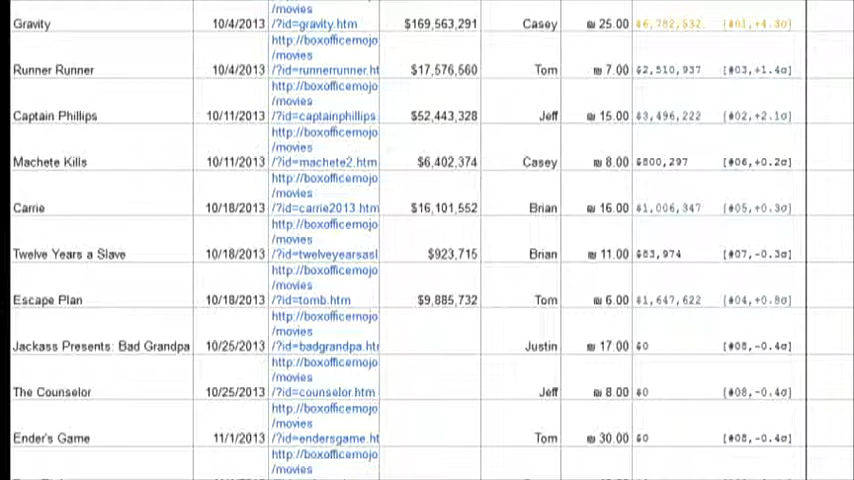 /movies
Gravity 10/4/2013 /?id=gravity.htm $169,563,291 Casey ₪ 25.00 $6,782,532 [#01,+4.3σ]
http://boxofficemojo
/movies
Runner Runner 10/4/2013 /?id=runnerrunner.ht $17,576,560 Tom ₪ 7.00 $2,510,937 [#03,+1.4σ]
http://boxofficemojo
/movies
Captain Phillips 10/11/2013 /?id=captainphillips $52,443,328 Jeff ₪ 15.00 $3,496,222 [#02,+2.1σ]
http://boxofficemojo
/movies
Machete Kills 10/11/2013 /?id=machete2.htm $6,402,374 Casey ₪ 8.00 $800,297 [#06,+0.2σ]
http://boxofficemojo
/movies
Carrie 10/18/2013 /?id=carrie2013.htm $16,101,552 Brian ₪ 16.00 $1,006,347 [#05,+0.3σ]
http://boxofficemojo
/movies
Twelve Years a Slave 10/18/2013 /?id=twelveyearsasl $923,715 Brian ₪ 11.00 $83,974 [#07,-0.3σ]
http://boxofficemojo
/movies
Escape Plan 10/18/2013 /?id=tomb.htm $9,885,732 Tom ₪ 6.00 $1,647,622 [#04,+0.8σ]
http://boxofficemojo
/movies
Jackass Presents: Bad Grandpa 10/25/2013 /?id=badgrandpa.ht Justin ₪ 17.00 $0 [#08,-0.4σ]
http://boxofficemojo
/movies
The Counselor 10/25/2013 /?id=counselor.htm Jeff ₪ 8.00 $0 [#08,-0.4σ]
http://boxofficemojo
/movies
Ender's Game 11/1/2013 /?id=endersgame.ht Tom ₪ 30.00 $0 [#08,-0.4σ]
http://boxofficemojo
/movies